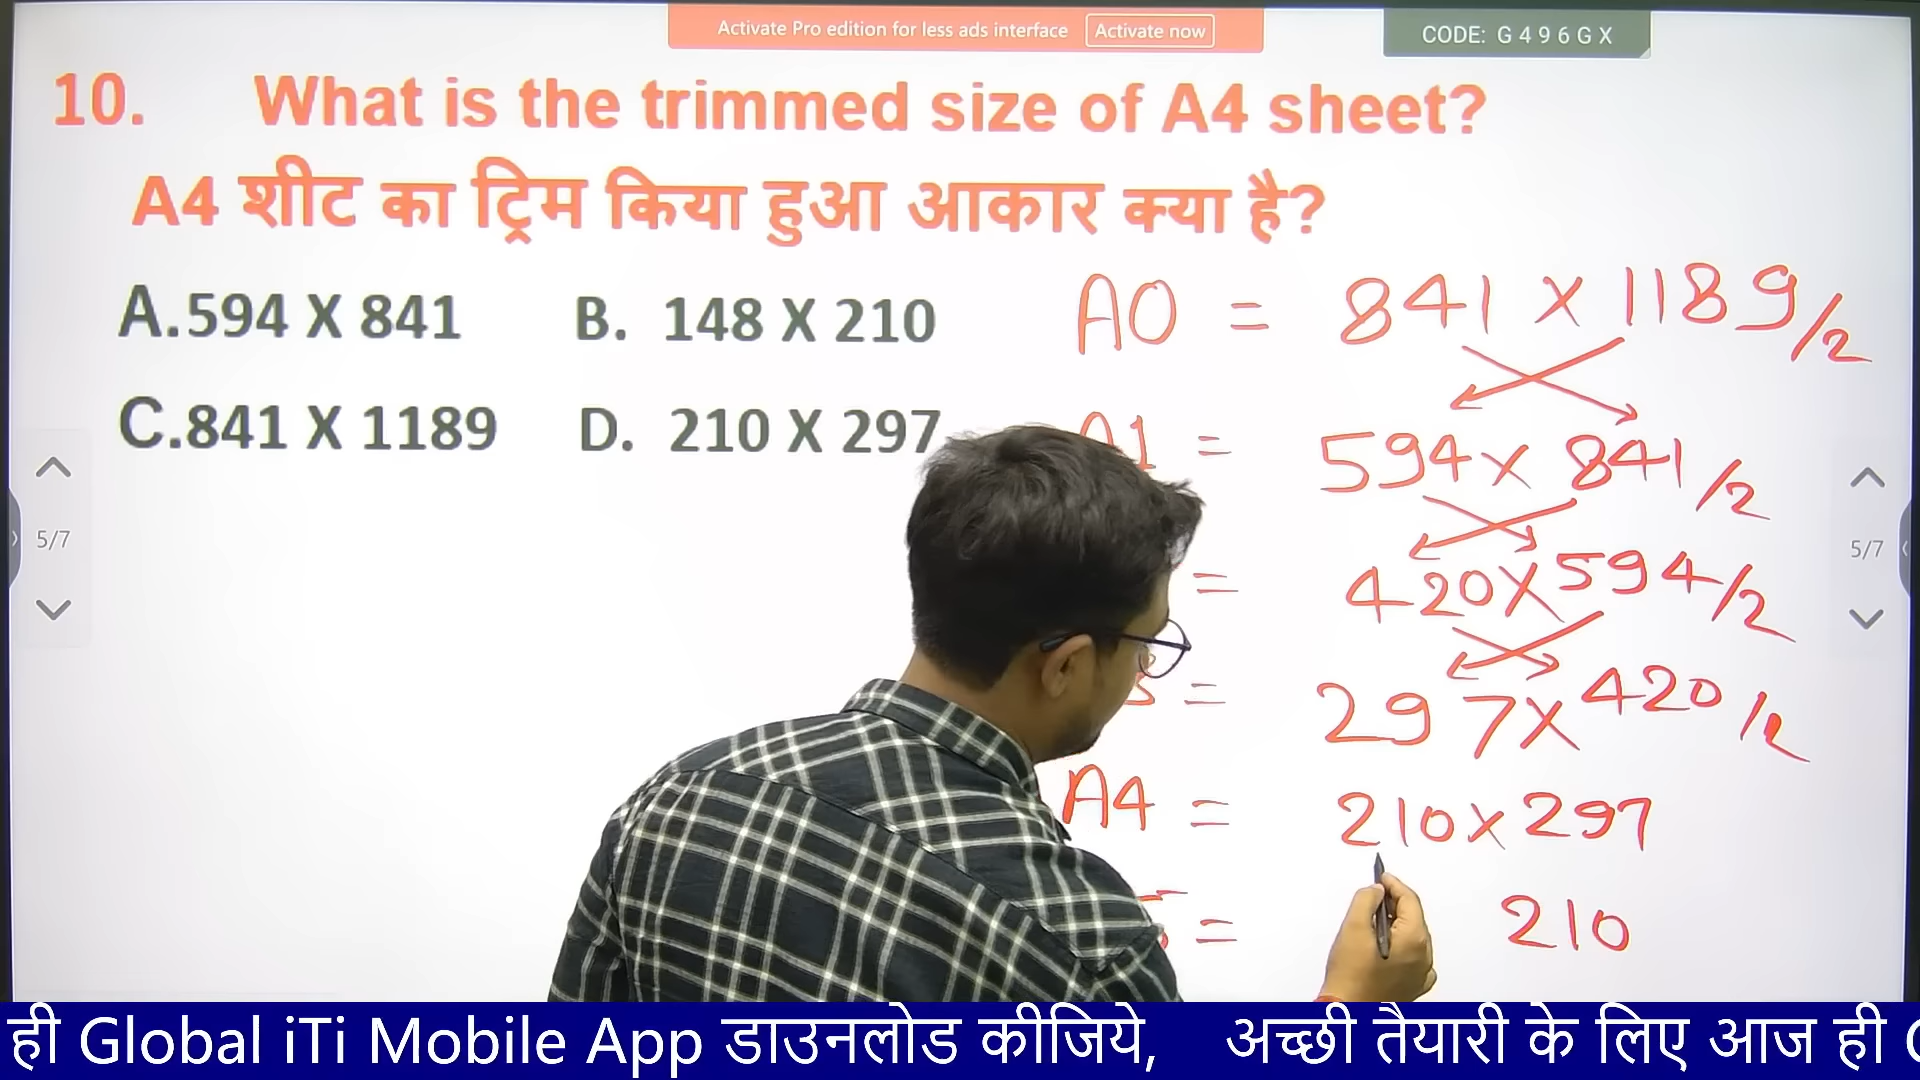 Activate Pro edition for less ads interface Activate now
CODE: G496GX
10. What is the trimmed size of A4 sheet?
A4 शीट का ट्रिम किया हुआ आकार क्या है?
A.594 X 841 B. 148 X 210
C.841 X 1189 D. 210 X 297
A0 = 841 X 1189/2
A1 = 594 X 841/2
= 420 X 594/2
3 = 297 X 420/2
A4 = 210 X 297
5 = 210
5/7
5/7
ही Global iTi Mobile App डाउनलोड कीजिये, अच्छी तैयारी के लिए आज ही G